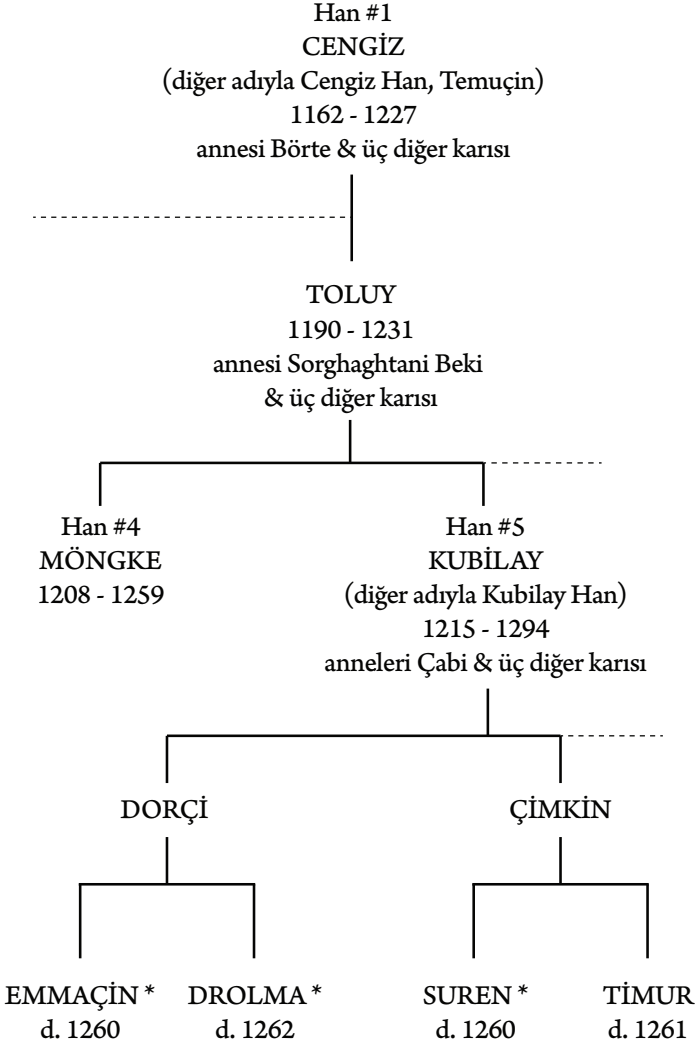 Han #1
CENGİZ
(diğer adıyla Cengiz Han, Temuçin)
1162 - 1227
annesi Börte & üç diğer karısı
TOLUY
1190 - 1231
annesi Sorghaghtani Beki
& üç diğer karısı
Han #4
MÖNGKE
1208 - 1259
Han #5
KUBİLAY
(diğer adıyla Kubilay Han)
1215 - 1294
anneleri Çabi & üç diğer karısı
DORÇİ
ÇİMKİN
EMMAÇİN *
d. 1260
DROLMA *
d. 1262
SUREN *
d. 1260
TİMUR
d. 1261